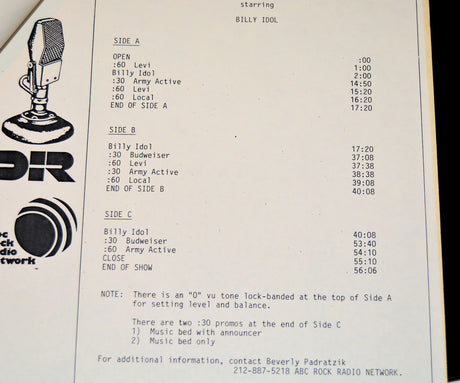 starring
BILLY IDOL
SIDE A
OPEN :00
:60 Levi 1:00
Billy Idol 2:00
:30 Army Active 14:50
:60 Levi 15:20
:60 Local 16:20
END OF SIDE A 17:20
SIDE B
Billy Idol 17:20
:30 Budweiser 37:08
:60 Levi 37:38
:30 Army Active 38:38
:60 Local 39:08
END OF SIDE B 40:08
SIDE C
Billy Idol 40:08
:30 Budweiser 53:40
:60 Army Active 54:10
CLOSE 55:10
END OF SHOW 56:06
NOTE: There is an "0" vu tone lock-banded at the top of Side A
for setting level and balance.
There are two :30 promos at the end of Side C
1) Music bed with announcer
2) Music bed only
For additional information, contact Beverly Padratzik
212-887-5218 ABC ROCK RADIO NETWORK.